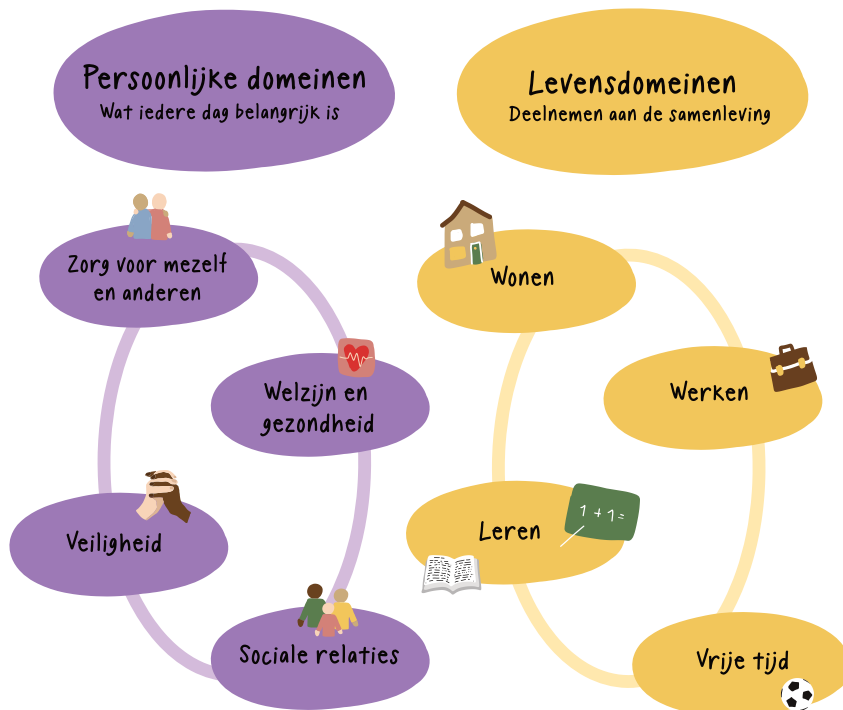 Persoonlijke domeinen
Wat iedere dag belangrijk is
Levensdomeinen
Deelnemen aan de samenleving
Zorg voor mezelf
en anderen
Welzijn en
gezondheid
Veiligheid
Sociale relaties
Wonen
Werken
Leren
1 + 1 =
Vrije tijd